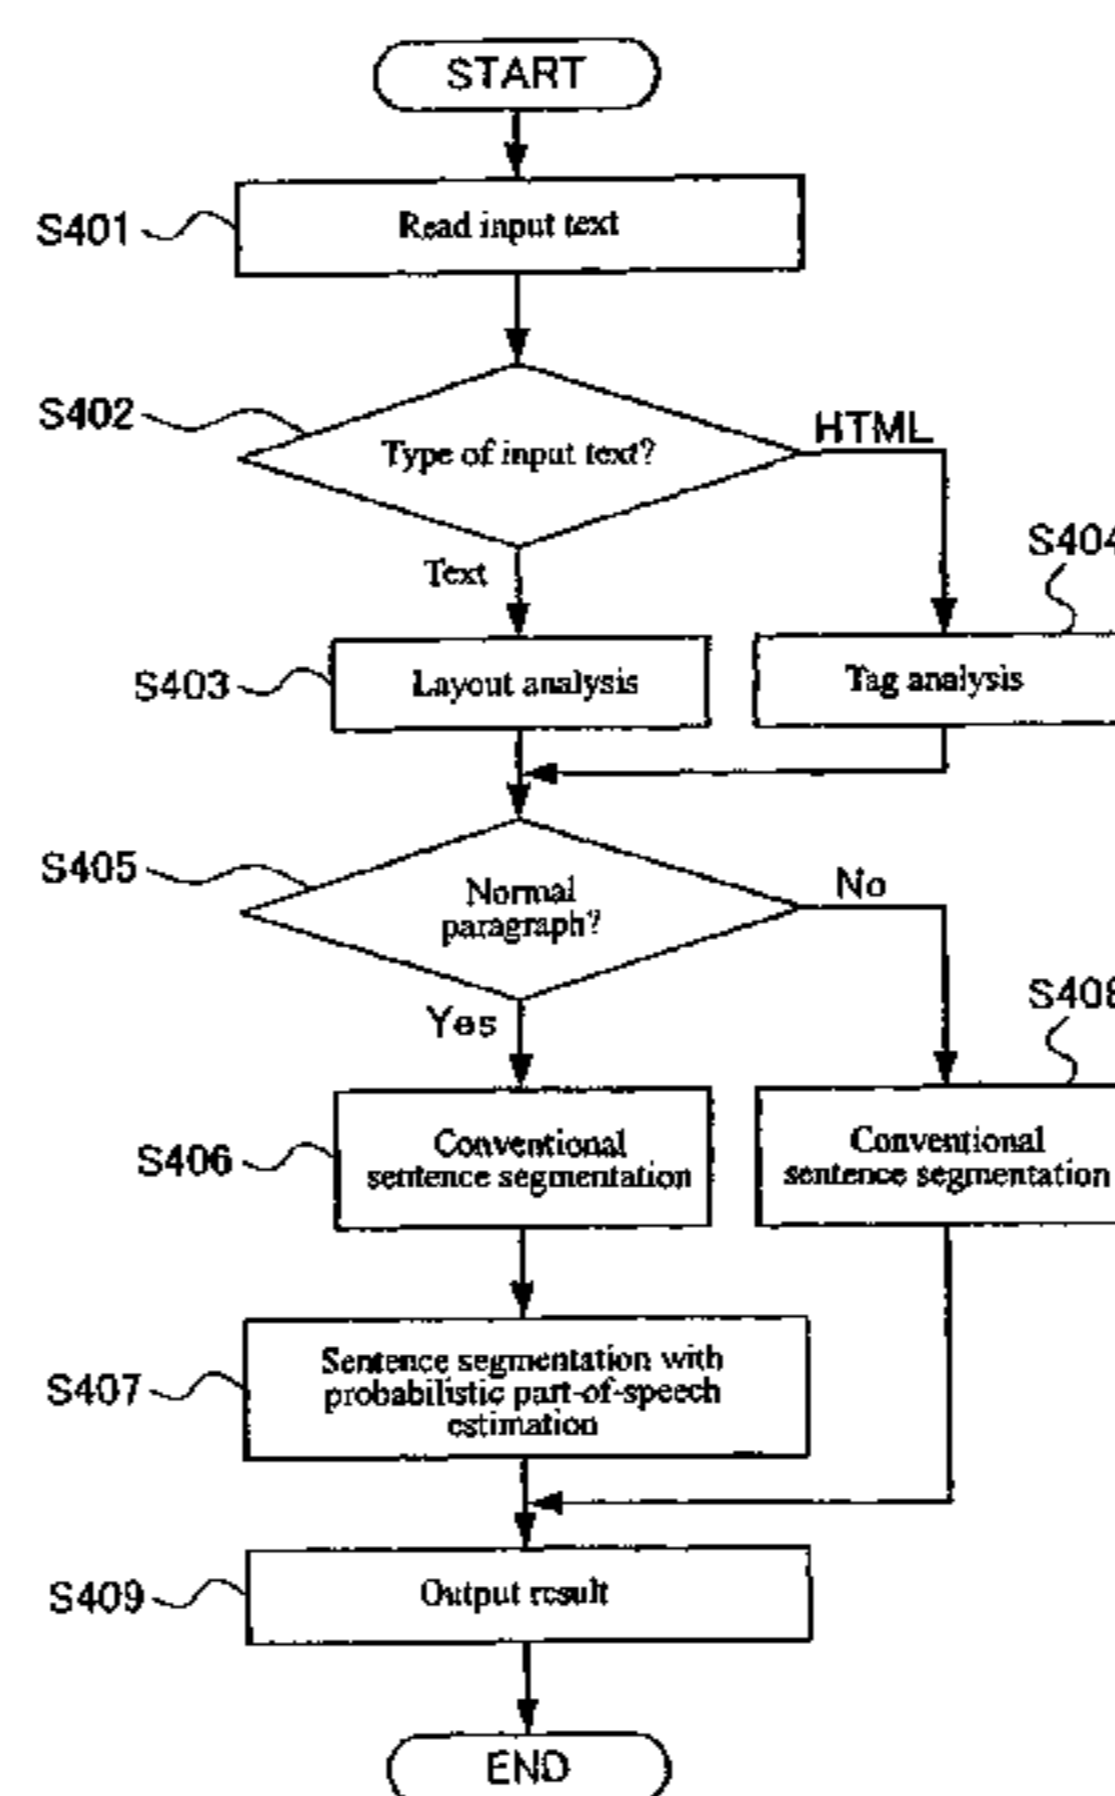 START
S401
Read input text
S402
Type of input text?
HTML
Text
S404
S403
Layout analysis
Tag analysis
S405
Normal
paragraph?
No
Yes
S408
S406
Conventional
sentence segmentation
Conventional
sentence segmentation
S407
Sentence segmentation with
probabilistic part-of-speech
estimation
S409
Output result
END